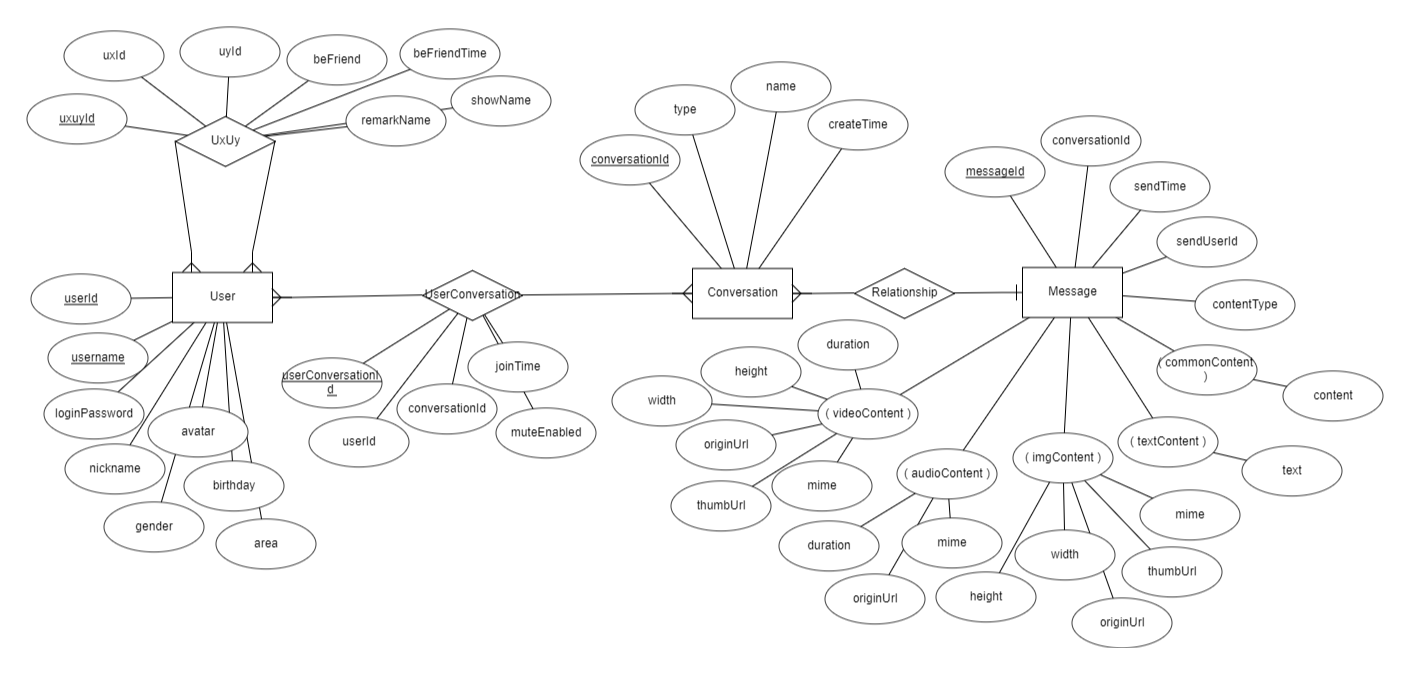 uxId
uyId
beFriend
beFriendTime
showName
remarkName
uxuyId
UxUy
name
type
createTime
conversationId
conversationId
messageId
sendTime
sendUserId
userId
User
UserConversation
Conversation
Relationship
Message
contentType
username
userConversationI
d
joinTime
duration
height
( commonContent
)
content
loginPassword
avatar
conversationId
width
( videoContent )
userId
muteEnabled
originUrl
( textContent )
text
nickname
birthday
( audioContent )
( imgContent )
thumbUrl
mime
mime
gender
area
duration
mime
width
thumbUrl
originUrl
height
originUrl